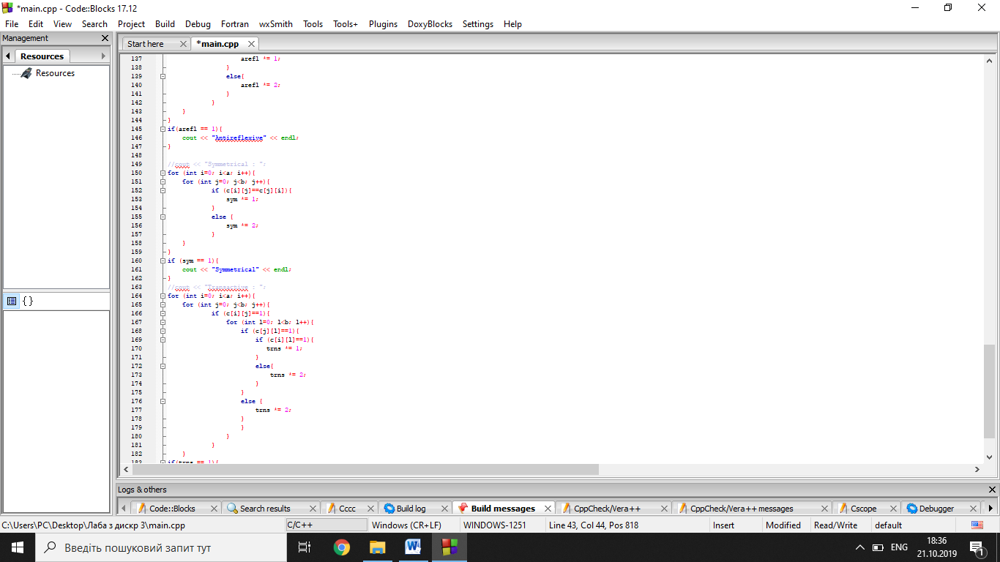 *main.cpp - Code::Blocks 17.12
File Edit View Search Project Build Debug Fortran wxSmith Tools Tools+ Plugins DoxyBlocks Settings Help
Management
Resources
Resources
{}
Start here *main.cpp
137 arefl *= 1;
138 }
139 else{
140 arefl *= 2;
141 }
142 }
143 }
144 }
145 if(arefl == 1){
146 cout << "Antireflexive" << endl;
147 }
148
149 //cout << "Symmetrical : ";
150 for (int i=0; i<a; i++){
151 for (int j=0; j<b; j++){
152 if (c[i][j]==c[j][i]){
153 sym *= 1;
154 }
155 else {
156 sym *= 2;
157 }
158 }
159 }
160 if (sym == 1){
161 cout << "Symmetrical" << endl;
162 }
163 //cout << "Transactive : ";
164 for (int i=0; i<a; i++){
165 for (int j=0; j<b; j++){
166 if (c[i][j]==1){
167 for (int l=0; l<b; l++){
168 if (c[j][l]==1){
169 if (c[i][l]==1){
170 trns *= 1;
171 }
172 else{
173 trns *= 2;
174 }
175 }
176 else {
177 trns *= 2;
178 }
179 }
180 }
181 }
182 }
183 if(trns == 1){
Logs & others
Code::Blocks Search results Cccc Build log Build messages CppCheck/Vera++ CppCheck/Vera++ messages Cscope Debugger
C:\Users\PC\Desktop\Лаба з дискр 3\main.cpp C/C++ Windows (CR+LF) WINDOWS-1251 Line 43, Col 44, Pos 818 Insert Modified Read/Write default
Введіть пошуковий запит тут
ENG
18:36
21.10.2019
1